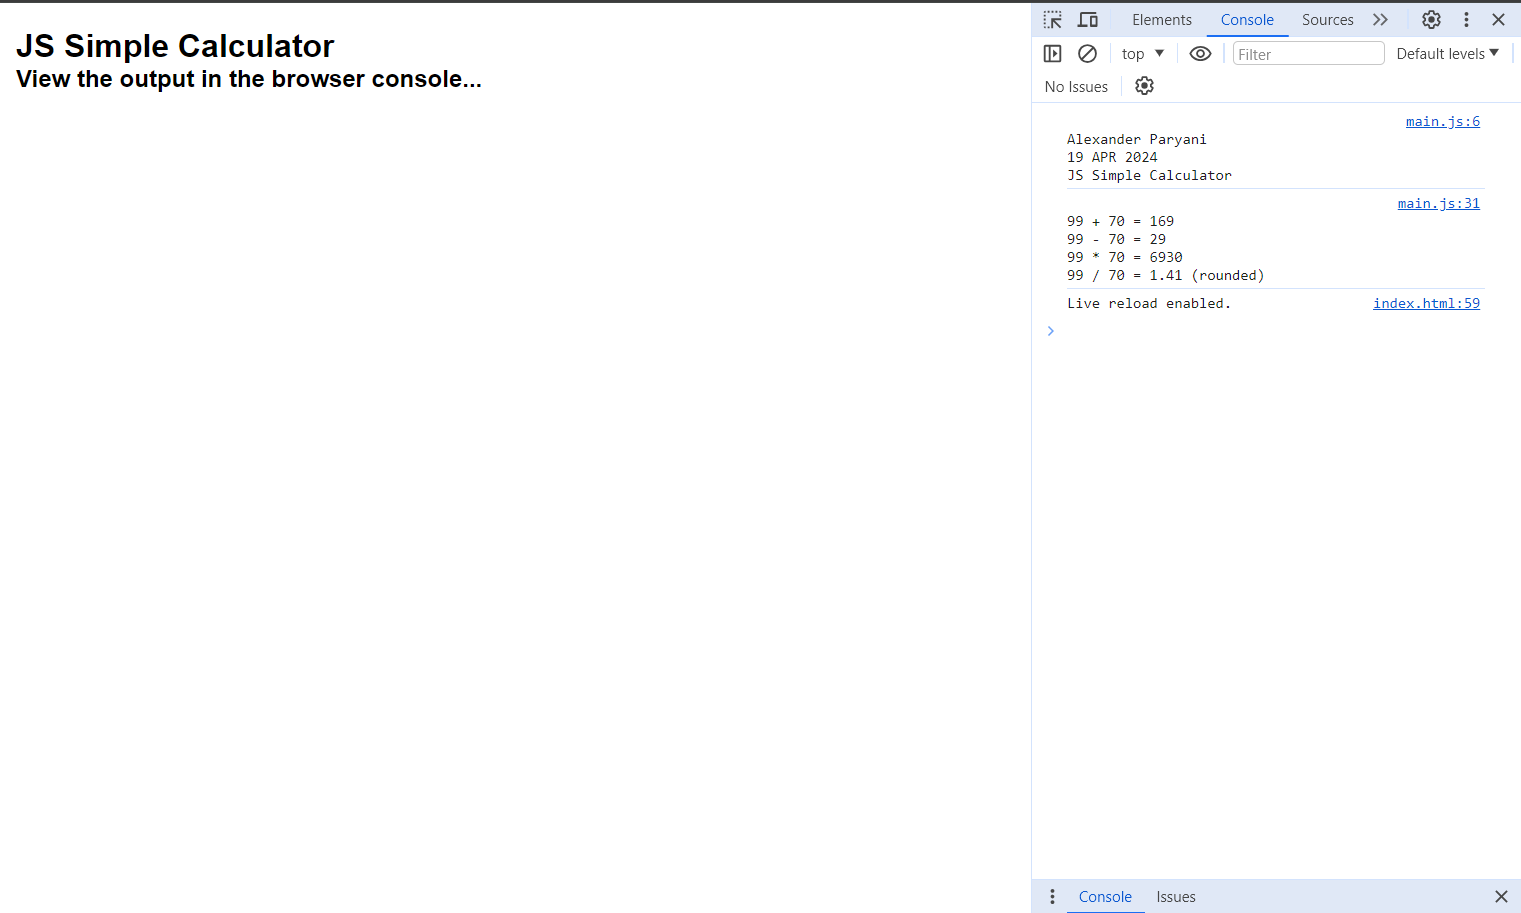 JS Simple Calculator
View the output in the browser console...
Elements Console Sources
top Filter Default levels
No Issues
main.js:6
Alexander Paryani
19 APR 2024
JS Simple Calculator
main.js:31
99 + 70 = 169
99 - 70 = 29
99 * 70 = 6930
99 / 70 = 1.41 (rounded)
Live reload enabled. index.html:59
Console Issues